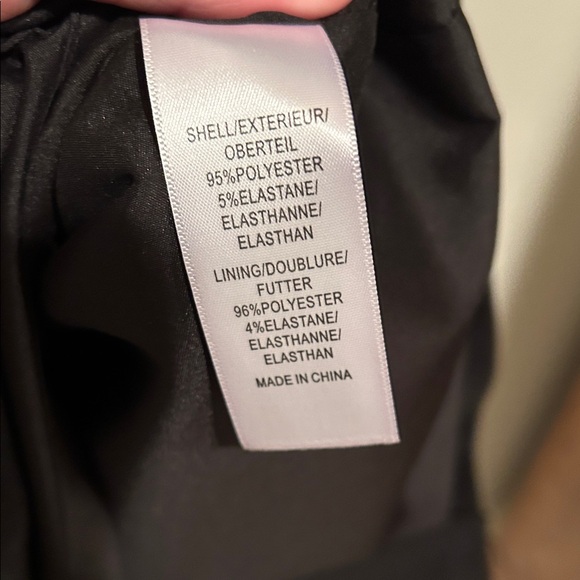 SHELL/EXTERIEUR/
OBERTEIL
95%POLYESTER
5%ELASTANE/
ELASTHANNE/
ELASTHAN
LINING/DOUBLURE/
FUTTER
96%POLYESTER
4%ELASTANE/
ELASTHANNE/
ELASTHAN
MADE IN CHINA